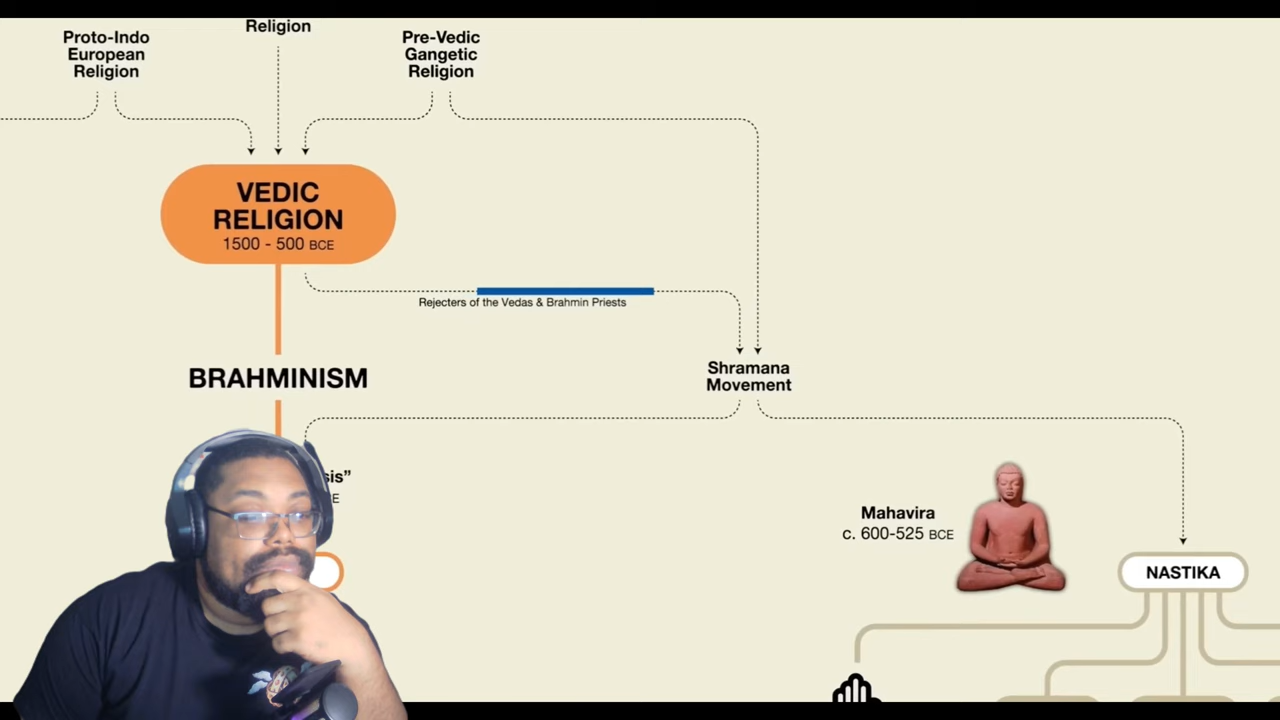 Religion
Proto-Indo
European
Religion
Pre-Vedic
Gangetic
Religion
VEDIC
RELIGION
1500 - 500 BCE
Rejecters of the Vedas & Brahmin Priests
BRAHMINISM
Shramana
Movement
sis”
E
Mahavira
c. 600-525 BCE
NASTIKA